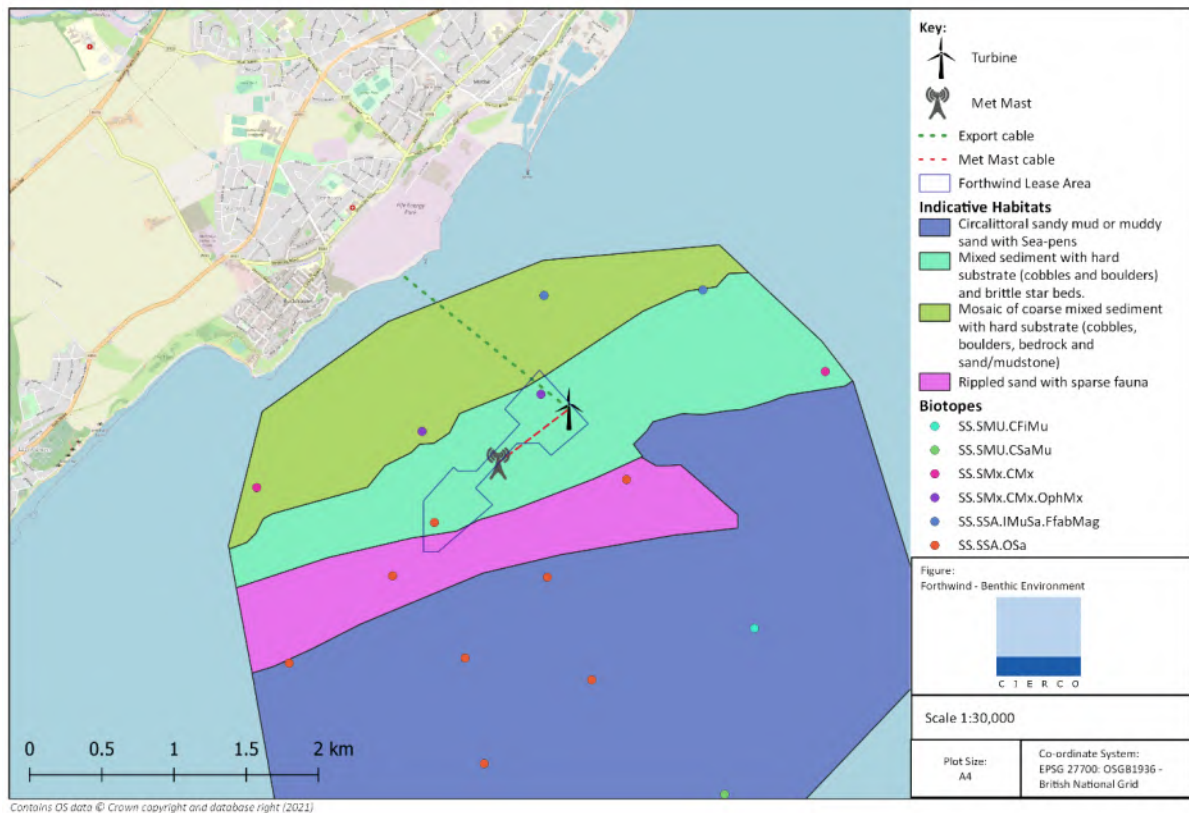 Key:
Turbine
Met Mast
Export cable
Met Mast cable
Forthwind Lease Area
Indicative Habitats
Circalittoral sandy mud or muddy
sand with Sea-pens
Mixed sediment with hard
substrate (cobbles and boulders)
and brittle star beds.
Mosaic of coarse mixed sediment
with hard substrate (cobbles,
boulders, bedrock and
sand/mudstone)
Rippled sand with sparse fauna
Biotopes
SS.SMU.CFiMu
SS.SMU.CSaMu
SS.SMx.CMx
SS.SMx.CMx.OphMx
SS.SSA.IMuSa.FfabMag
SS.SSA.OSa
Figure:
Forthwind - Benthic Environment
CIERCO
Scale 1:30,000
Plot Size:
A4
Co-ordinate System:
EPSG 27700: OSGB1936 -
British National Grid
Methil
Buckhaven
0 0.5 1 1.5 2 km
Contains OS data © Crown copyright and database right (2021)